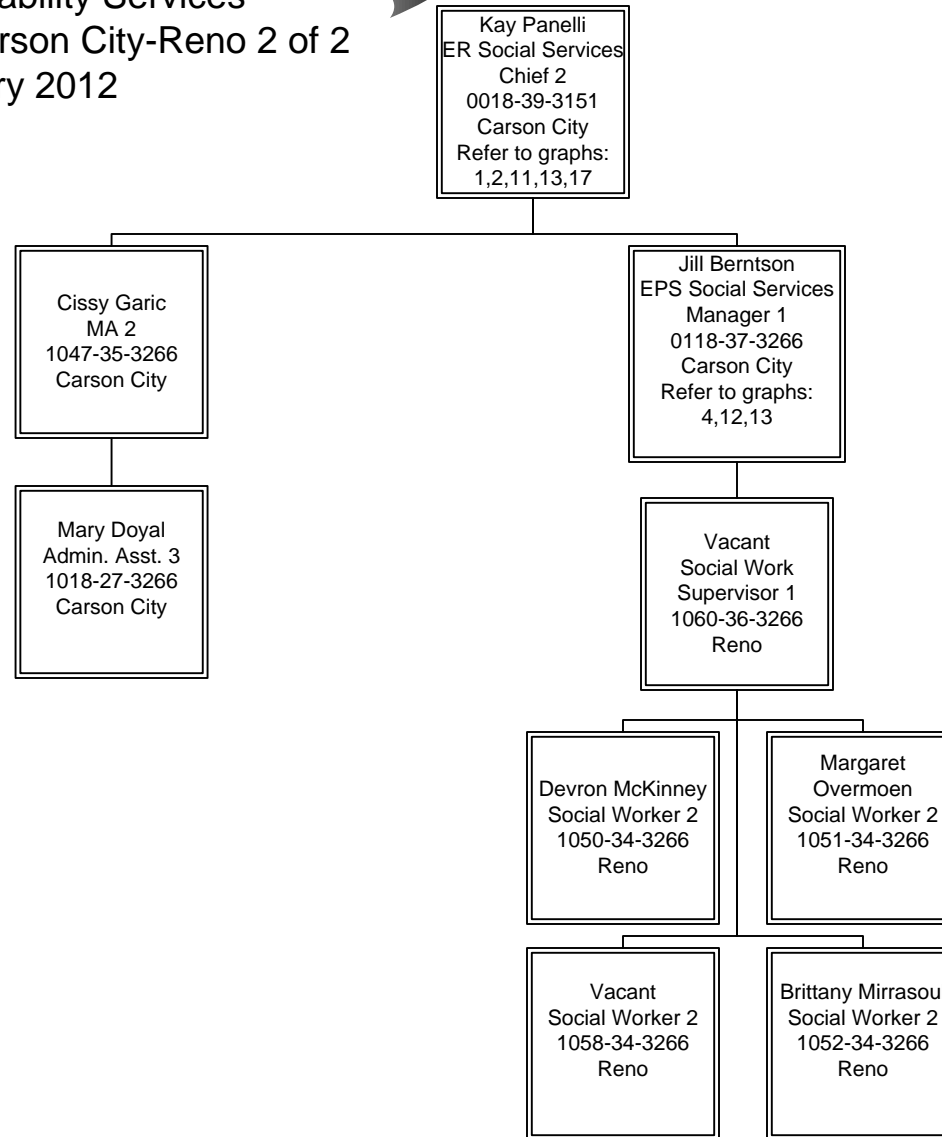 ability Services
rson City-Reno 2 of 2
ry 2012
Kay Panelli
ER Social Services
Chief 2
0018-39-3151
Carson City
Refer to graphs:
1,2,11,13,17
Cissy Garic
MA 2
1047-35-3266
Carson City
Jill Berntson
EPS Social Services
Manager 1
0118-37-3266
Carson City
Refer to graphs:
4,12,13
Mary Doyal
Admin. Asst. 3
1018-27-3266
Carson City
Vacant
Social Work
Supervisor 1
1060-36-3266
Reno
Devron McKinney
Social Worker 2
1050-34-3266
Reno
Margaret
Overmoen
Social Worker 2
1051-34-3266
Reno
Vacant
Social Worker 2
1058-34-3266
Reno
Brittany Mirrasou
Social Worker 2
1052-34-3266
Reno